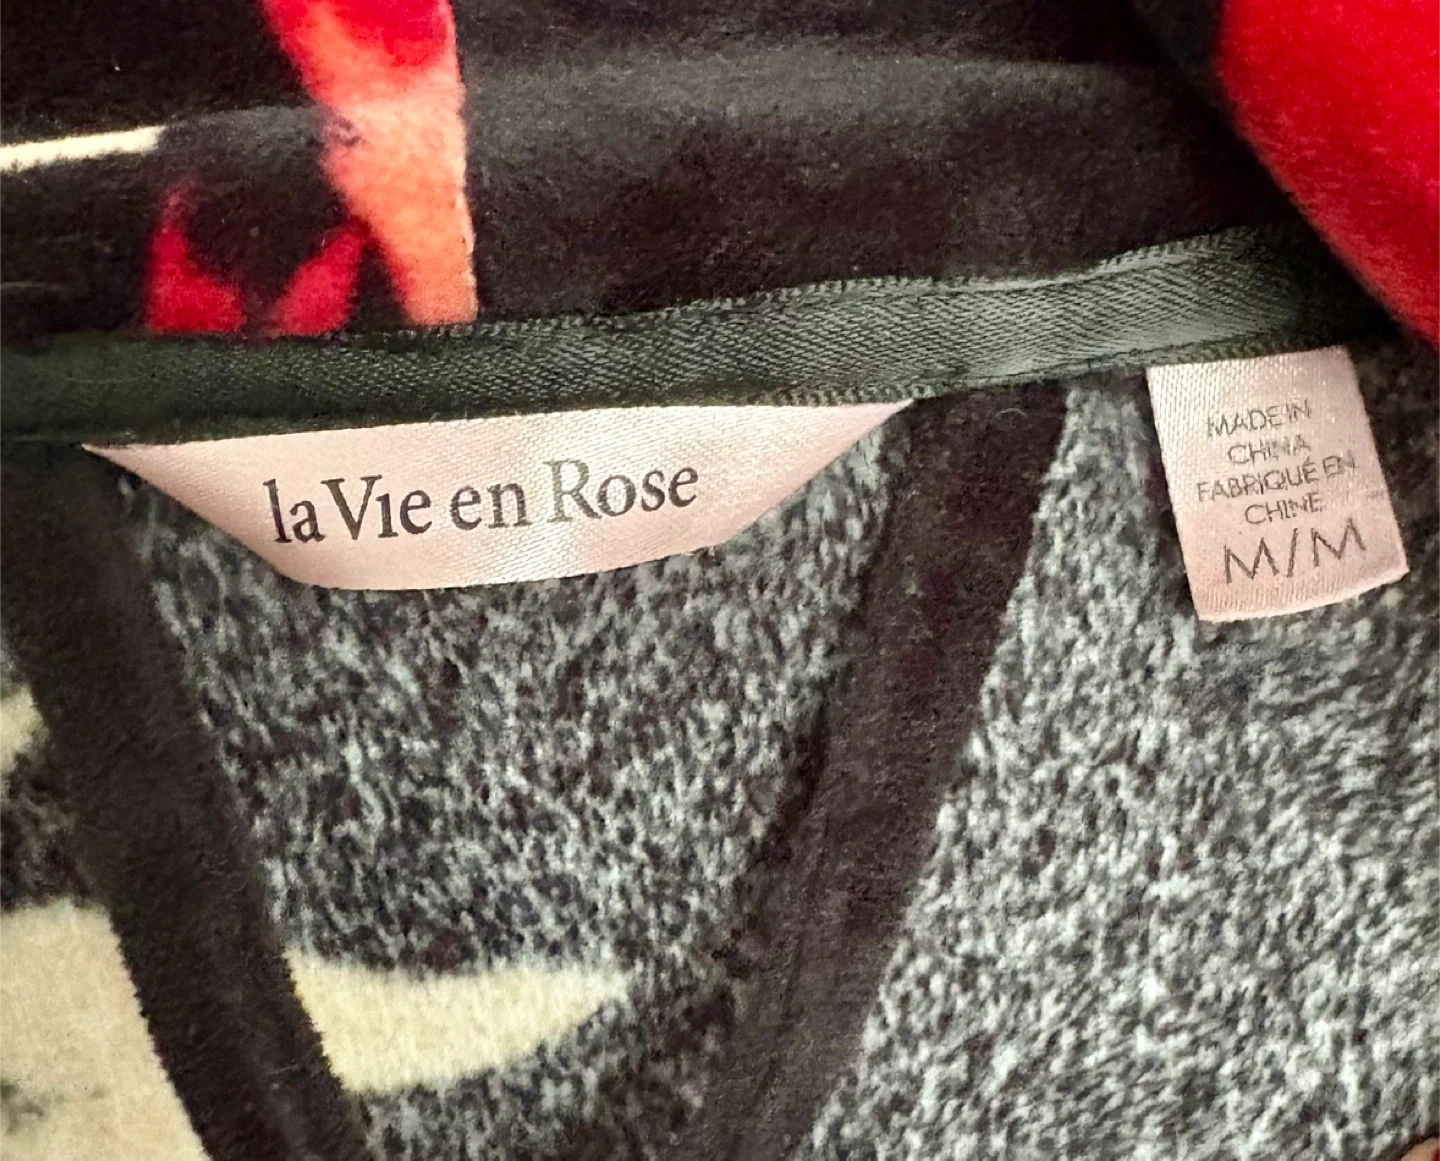 la Vie en Rose
MADE IN
CHINA
FABRIQUÉ EN
CHINE
M/M